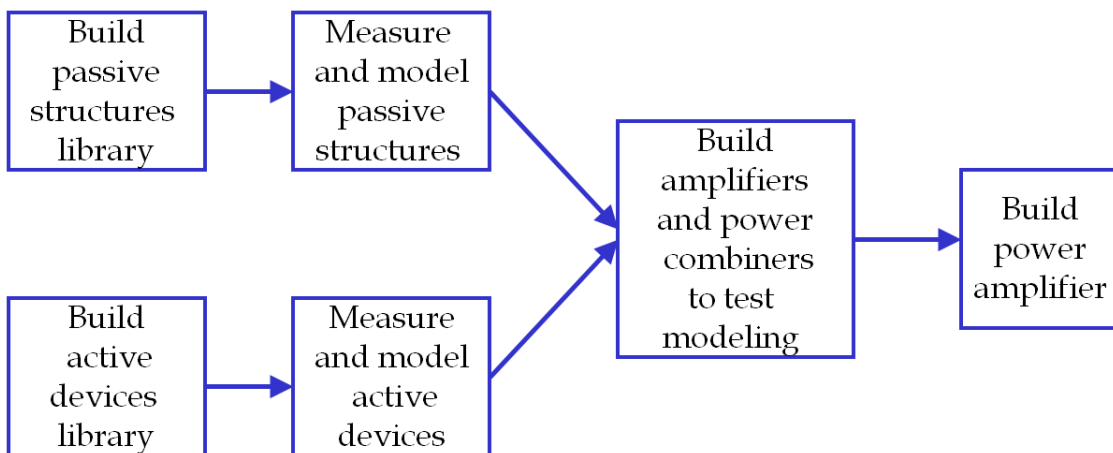 Build
passive
structures
library
Measure
and model
passive
structures
Build
amplifiers
and power
combiners
to test
modeling
Build
power
amplifier
Build
active
devices
library
Measure
and model
active
devices